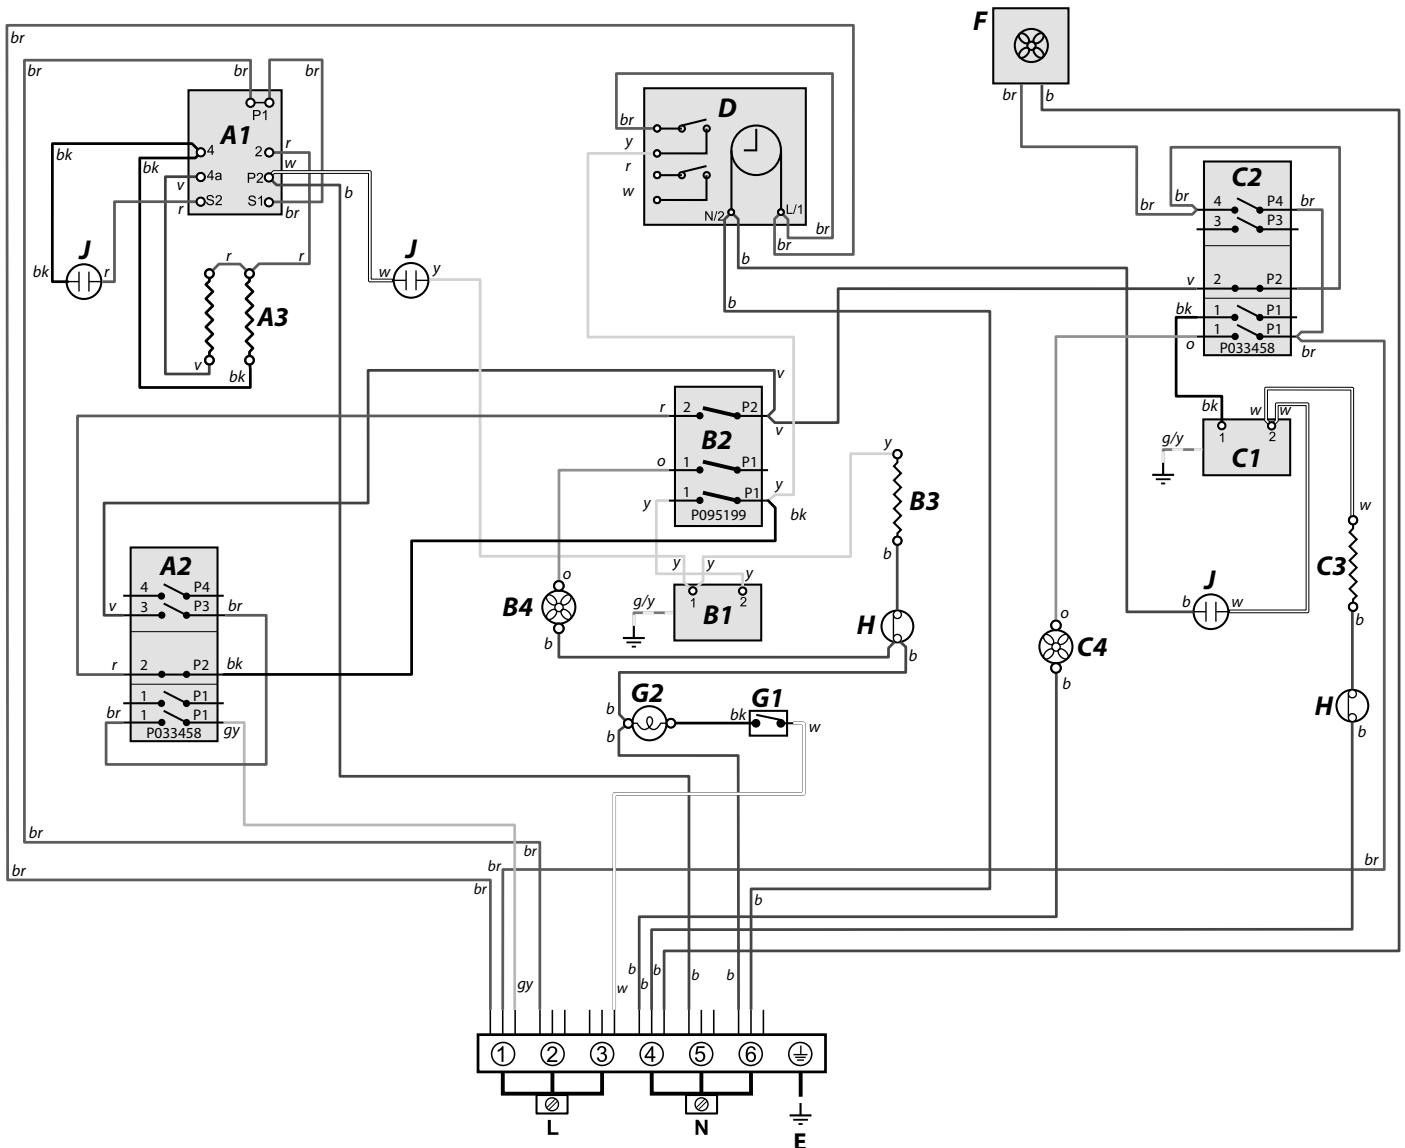 F
br
br b
br
br
br
P1
A1
4
2
r
bk
bk
4a
P2
w
v
b
S2
S1
r
br
D
br
y
r
w
N/2
L/1
br
br
C2
br
br
4 P4 br
3 P3
v 2 P2
bk 1 P1
1 P1
o P033458 br
J
bk r
r r
J
w y
A3
v
bk
b
b
v
r 2 P2
v
B2
o 1 P1
y
y 1 P1
P095199 bk
bk w w
1 2
C1
g/y
y
B3
b
w
C3
b
A2
4 P4
v 3 P3 br
r 2 P2 bk
1 P1
br 1 P1
P033458 gy
o
B4
b
y y y
1 2
B1
g/y
H
b
J
b w
o
C4
b
H
b
b G2 bk G1
b
w
br
br
br
br
br
br
b
b
b
b
gy
w
b
b
1 2 3 4 5 6
L N E